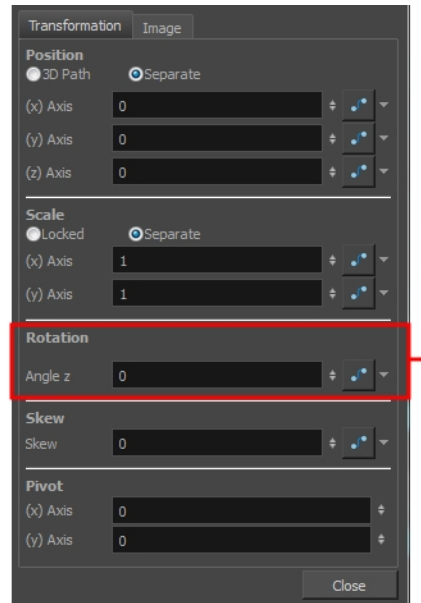 Transformation Image
Position
3D Path Separate
(x) Axis 0
(y) Axis 0
(z) Axis 0
Scale
Locked Separate
(x) Axis 1
(y) Axis 1
Rotation
Angle z 0
Skew
Skew 0
Pivot
(x) Axis 0
(y) Axis 0
Close